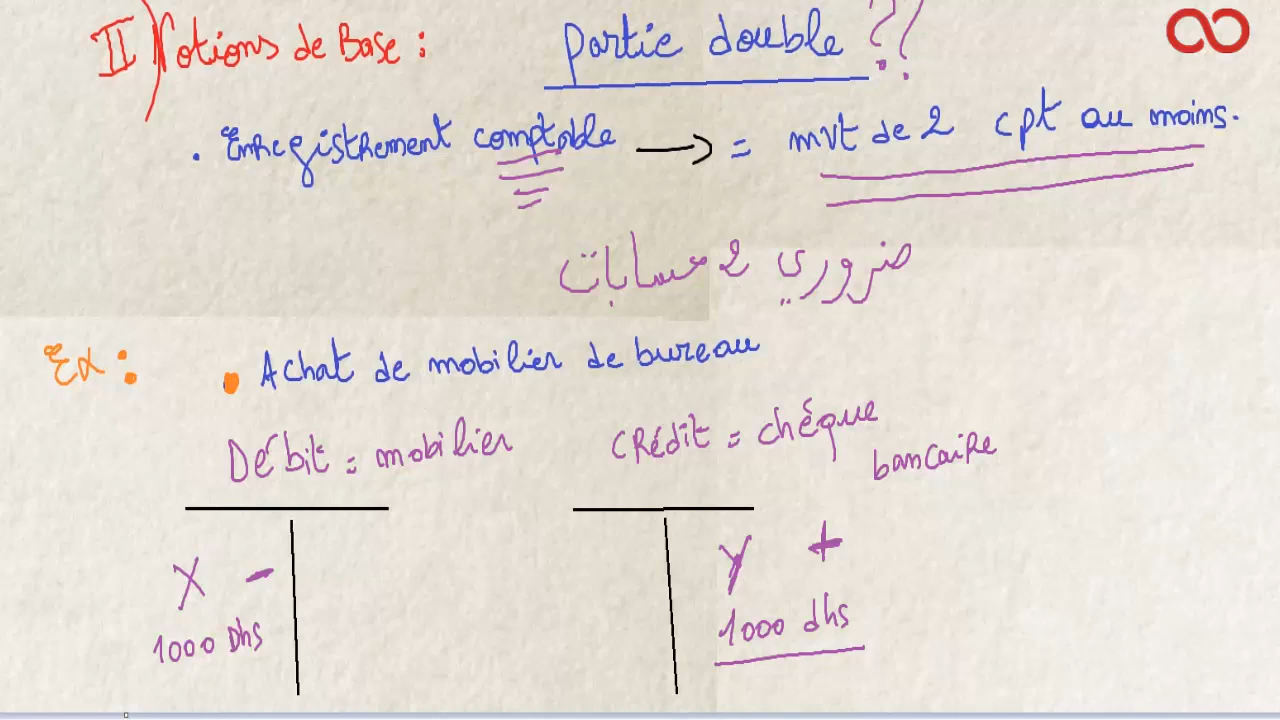 II) Notions de Base : Partie double ??
. Enregistrement comptable → = mvt de 2 cpt au moins.
ضروري 2 حسابات
Ex :
• Achat de mobilier de bureau
Débit = mobilier
Crédit = chéque bancaire
X -
1000 Dhs
y +
1000 dhs